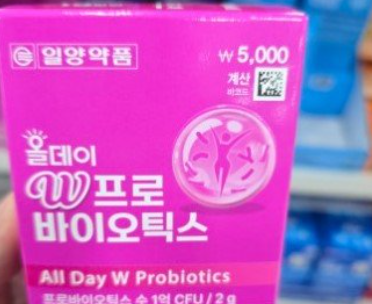 일양약품
₩ 5,000
계산
바코드
올데이
W프로
바이오틱스
All Day W Probiotics
프로바이오틱스 수 1억 CFU / 2 g